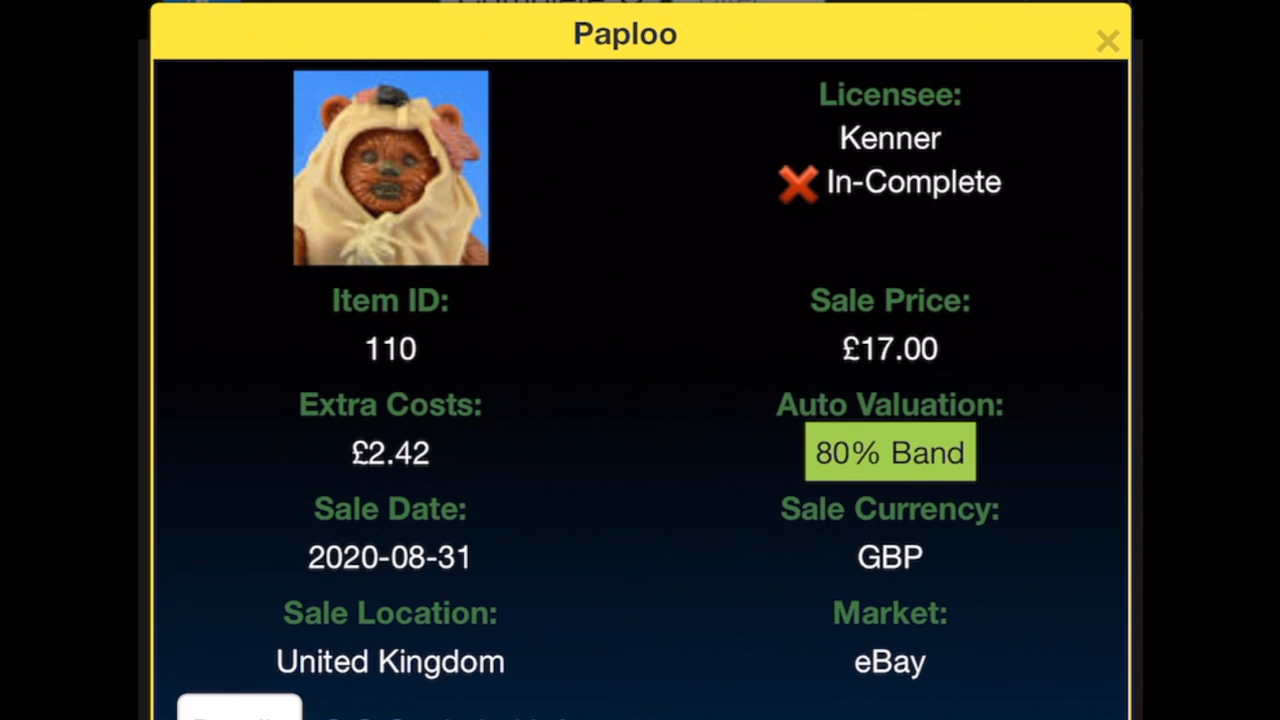 Paploo
×
Licensee:
Kenner
❌ In-Complete
Item ID:
110
Sale Price:
£17.00
Extra Costs:
£2.42
Auto Valuation:
80% Band
Sale Date:
2020-08-31
Sale Currency:
GBP
Sale Location:
United Kingdom
Market:
eBay